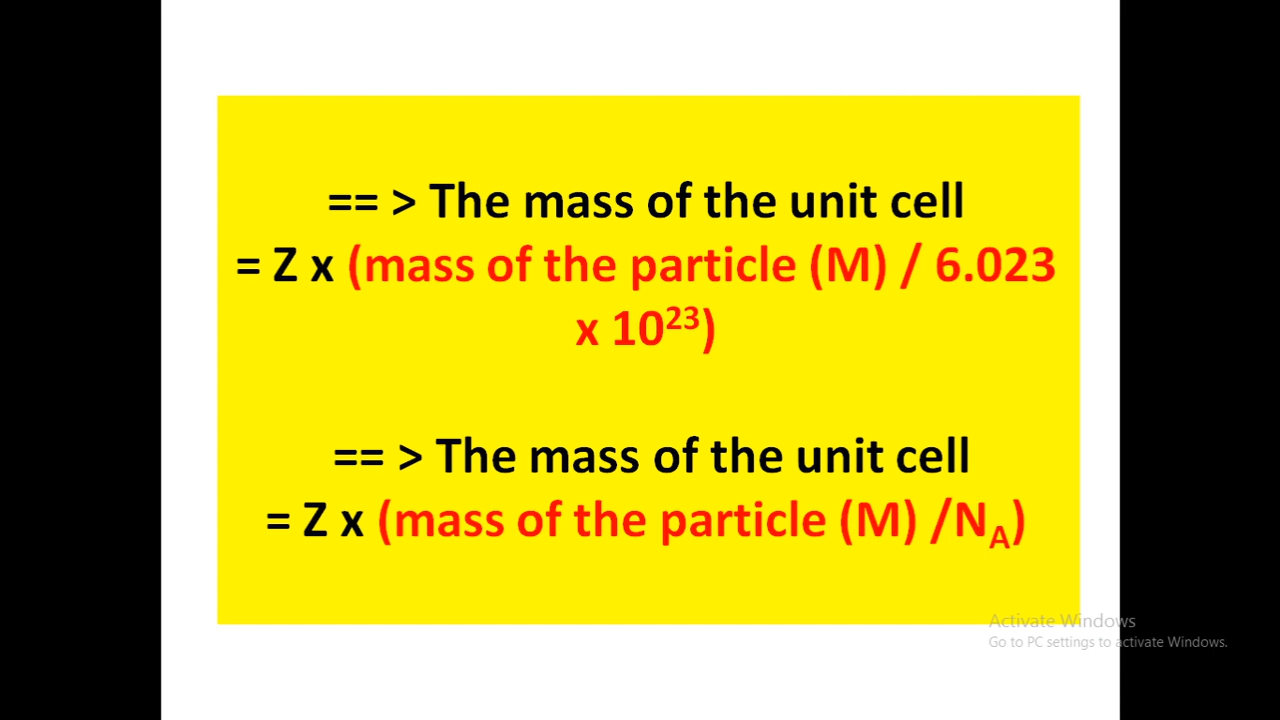 == > The mass of the unit cell
= Z x (mass of the particle (M) / 6.023
x 10²³)
== > The mass of the unit cell
= Z x (mass of the particle (M) /N_A)
Activate Windows
Go to PC settings to activate Windows.